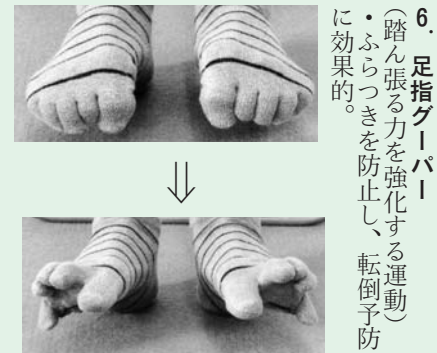 6. 足指グーパー
（踏ん張る力を強化する運動）
・ふらつきを防止し、転倒予防
に効果的。